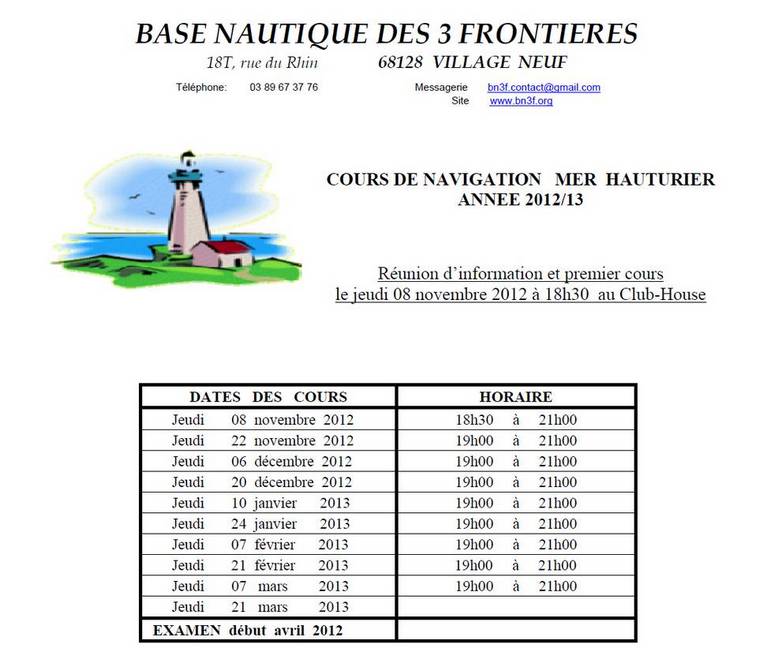 BASE NAUTIQUE DES 3 FRONTIERES
18T, rue du Rhin 68128 VILLAGE NEUF
Téléphone: 03 89 67 37 76 Messagerie bn3f.contact@gmail.com
Site www.bn3f.org
COURS DE NAVIGATION MER HAUTURIER
ANNEE 2012/13
Réunion d'information et premier cours
le jeudi 08 novembre 2012 à 18h30 au Club-House
DATES DES COURS HORAIRE
Jeudi 08 novembre 2012 18h30 à 21h00
Jeudi 22 novembre 2012 19h00 à 21h00
Jeudi 06 décembre 2012 19h00 à 21h00
Jeudi 20 décembre 2012 19h00 à 21h00
Jeudi 10 janvier 2013 19h00 à 21h00
Jeudi 24 janvier 2013 19h00 à 21h00
Jeudi 07 février 2013 19h00 à 21h00
Jeudi 21 février 2013 19h00 à 21h00
Jeudi 07 mars 2013 19h00 à 21h00
Jeudi 21 mars 2013
EXAMEN début avril 2012